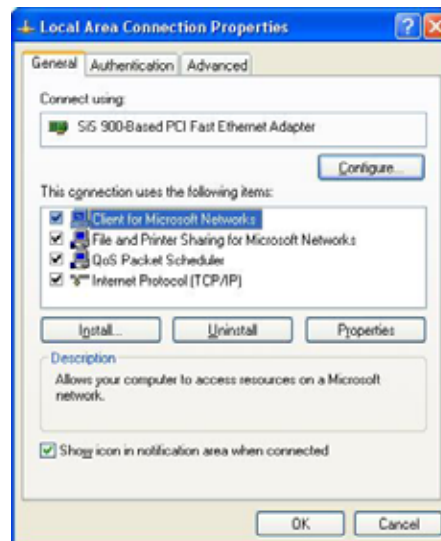 Local Area Connection Properties
General Authentication Advanced
Connect using:
SiS 900-Based PCI Fast Ethernet Adapter
Configure...
This connection uses the following items:
Client for Microsoft Networks
File and Printer Sharing for Microsoft Networks
QoS Packet Scheduler
Internet Protocol (TCP/IP)
Install... Uninstall Properties
Description
Allows your computer to access resources on a Microsoft
network.
Show icon in notification area when connected
OK Cancel